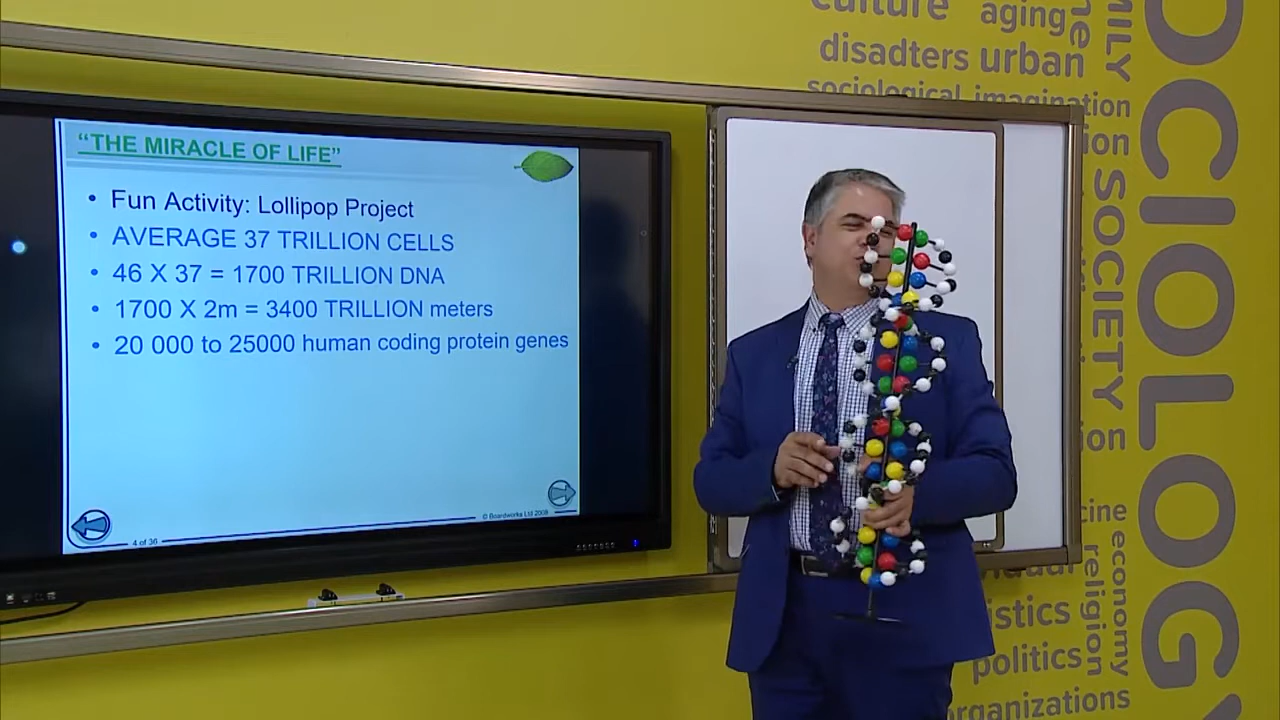 "THE MIRACLE OF LIFE"
• Fun Activity: Lollipop Project
• AVERAGE 37 TRILLION CELLS
• 46 X 37 = 1700 TRILLION DNA
• 1700 X 2m = 3400 TRILLION meters
• 20 000 to 25000 human coding protein genes
4 of 36
© Boardworks Ltd 2009
culture
aging
disadters urban
sociological imagination
SOCIETY
OCIOLOGY
politics
religion
economy